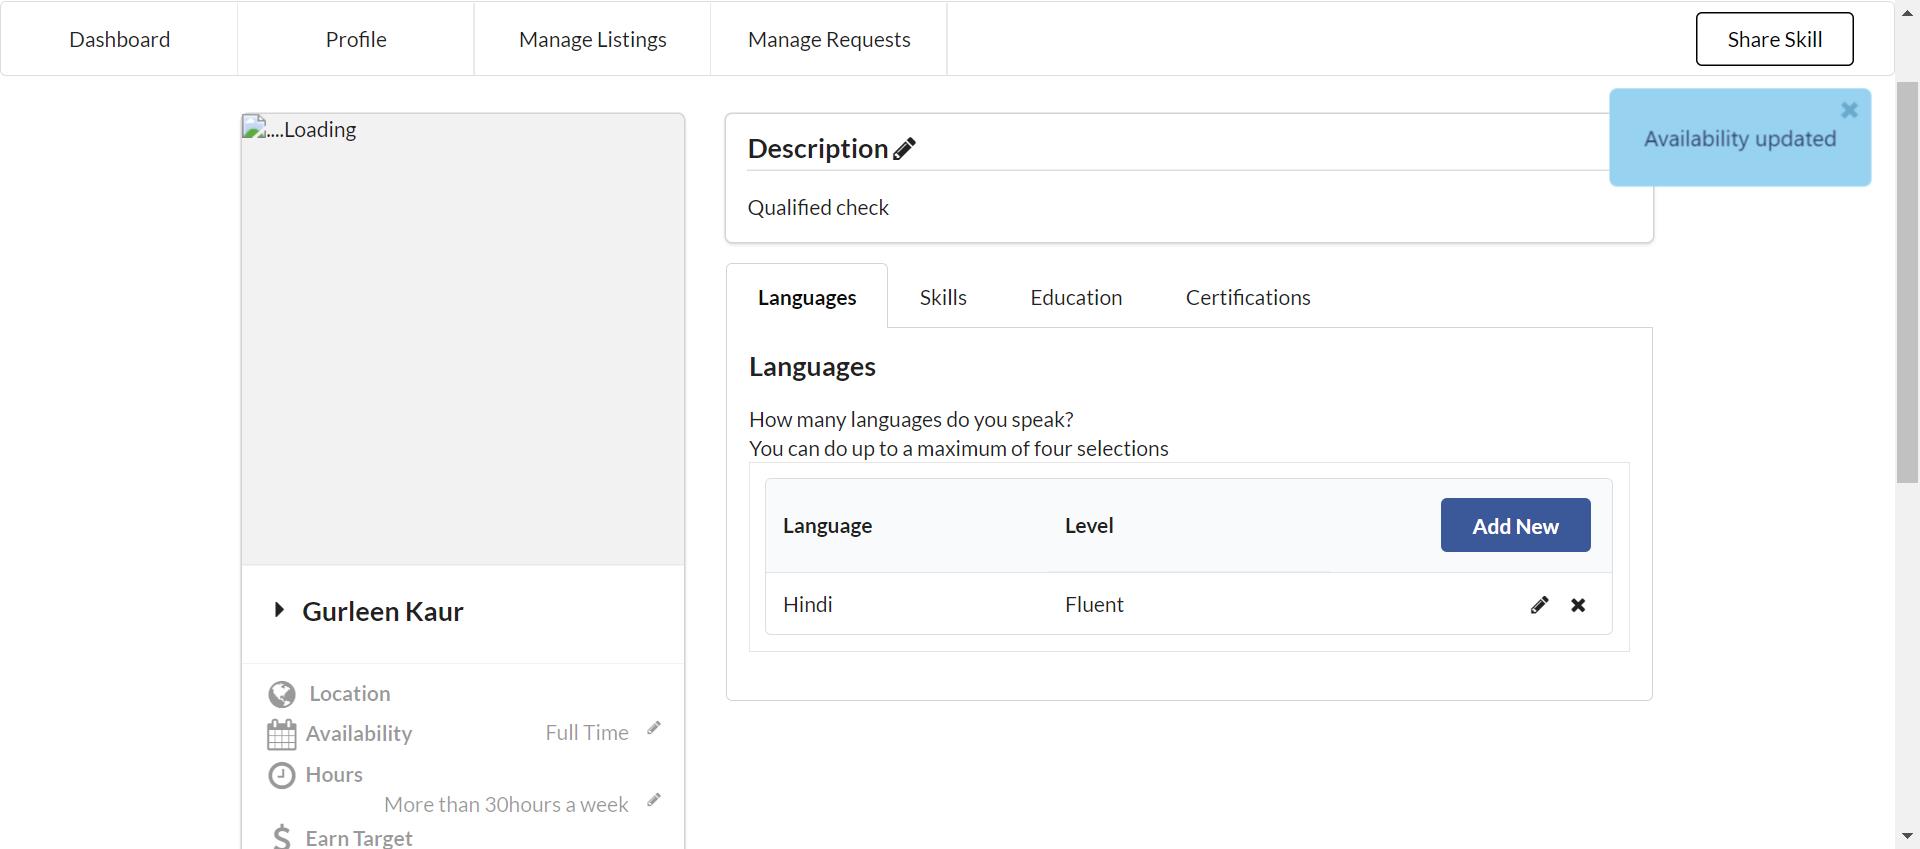 Dashboard
Profile
Manage Listings
Manage Requests
Share Skill
Availability updated
....Loading
Description
Qualified check
Languages
Skills
Education
Certifications
Languages
How many languages do you speak?
You can do up to a maximum of four selections
Language
Level
Add New
Hindi
Fluent
Gurleen Kaur
Location
Availability
Full Time
Hours
More than 30hours a week
Earn Target